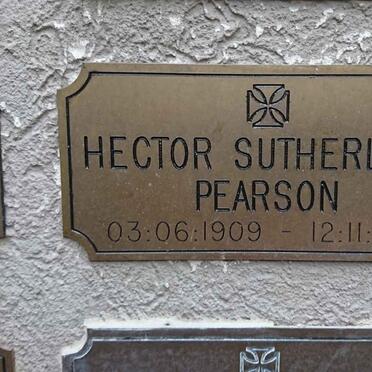 HECTOR SUTHERL
PEARSON
03:06:1909 - 12:11: